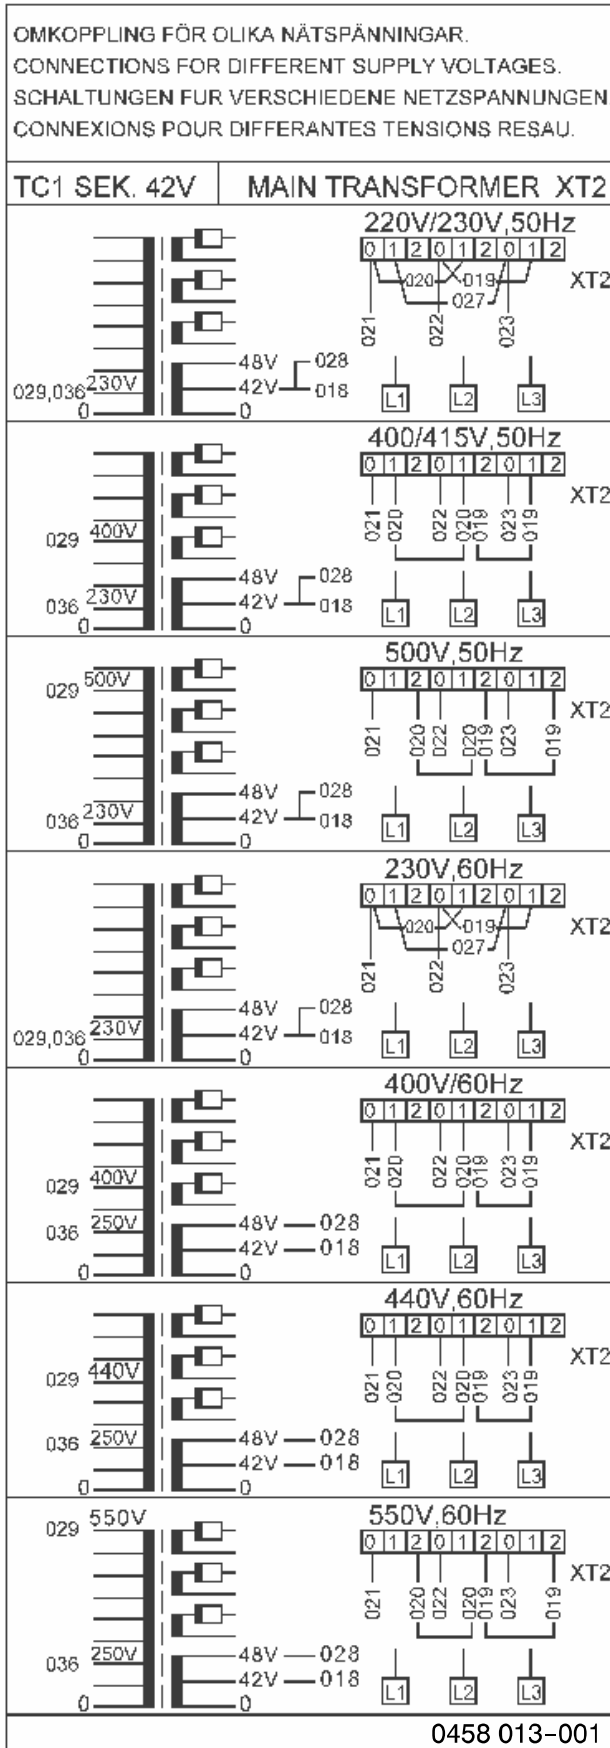 OMKOPPLING FÖR OLIKA NÄTSPÄNNINGAR.
CONNECTIONS FOR DIFFERENT SUPPLY VOLTAGES.
SCHALTUNGEN FUR VERSCHIEDENE NETZSPANNUNGEN
CONNEXIONS POUR DIFFERANTES TENSIONS RESAU.
TC1 SEK. 42V MAIN TRANSFORMER XT2
220V/230V,50Hz
0 1 2 0 1 2 0 1 2
XT2
020 019
027
021 022 023
48V 028
029,036 230V 42V 018
0 0
L1 L2 L3
400/415V,50Hz
0 1 2 0 1 2 0 1 2
XT2
021 020 022 020 019 023 019
029 400V
48V 028
036 230V 42V 018
0 0
L1 L2 L3
500V,50Hz
0 1 2 0 1 2 0 1 2
029 500V
XT2
021 020 022 020 019 023 019
48V 028
036 230V 42V 018
0 0
L1 L2 L3
230V,60Hz
0 1 2 0 1 2 0 1 2
XT2
020 019
027
021 022 023
48V 028
029,036 230V 42V 018
0 0
L1 L2 L3
400V/60Hz
0 1 2 0 1 2 0 1 2
XT2
021 020 022 020 019 023 019
029 400V
036 250V 48V 028
42V 018
0 0
L1 L2 L3
440V,60Hz
0 1 2 0 1 2 0 1 2
XT2
029 440V
021 020 022 020 019 023 019
036 250V 48V 028
42V 018
0 0
L1 L2 L3
550V,60Hz
029 550V
0 1 2 0 1 2 0 1 2
XT2
021 020 022 020 019 023 019
036 250V 48V 028
42V 018
0 0
L1 L2 L3
0458 013-001